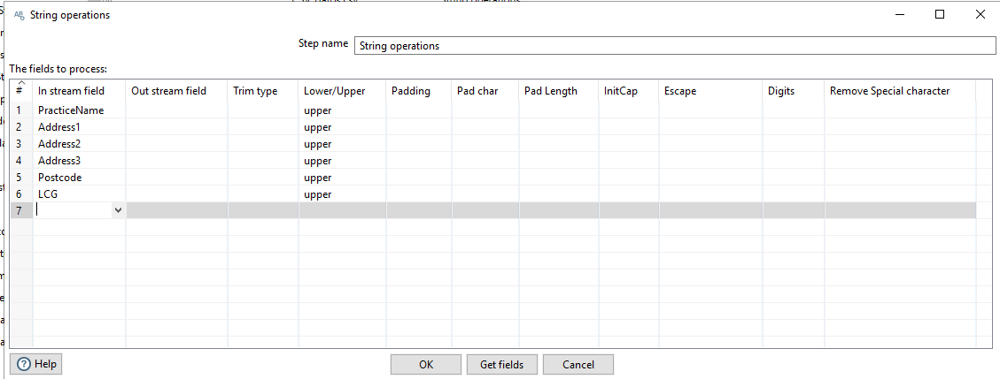 String operations
Step name String operations
The fields to process:
# In stream field Out stream field Trim type Lower/Upper Padding Pad char Pad Length InitCap Escape Digits Remove Special character
1 PracticeName upper
2 Address1 upper
3 Address2 upper
4 Address3 upper
5 Postcode upper
6 LCG upper
7
Help OK Get fields Cancel